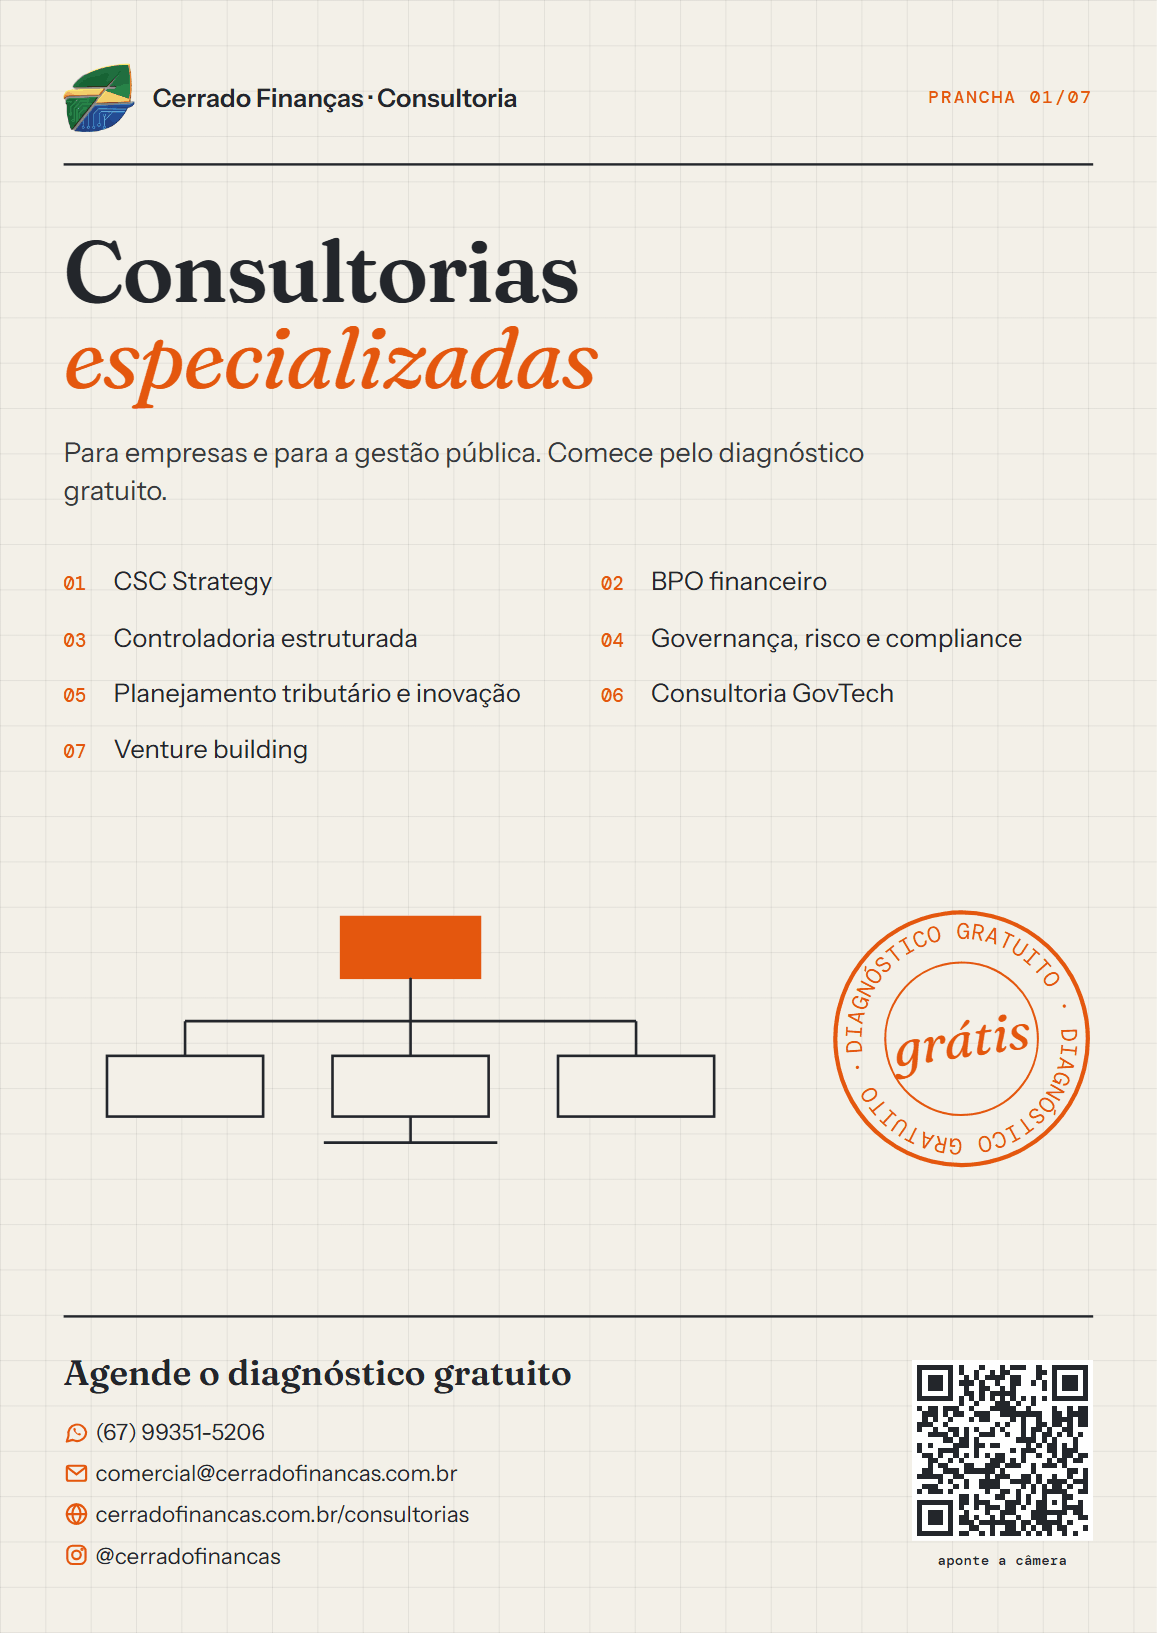 Cerrado Finanças · Consultoria
PRANCHA 01/07
Consultorias
especializadas
Para empresas e para a gestão pública. Comece pelo diagnóstico
gratuito.
01 CSC Strategy
02 BPO financeiro
03 Controladoria estruturada
04 Governança, risco e compliance
05 Planejamento tributário e inovação
06 Consultoria GovTech
07 Venture building
DIAGNÓSTICO GRATUITO · DIAGNÓSTICO GRATUITO ·
grátis
Agende o diagnóstico gratuito
(67) 99351-5206
comercial@cerradofinancas.com.br
cerradofinancas.com.br/consultorias
@cerradofinancas
aponte a câmera